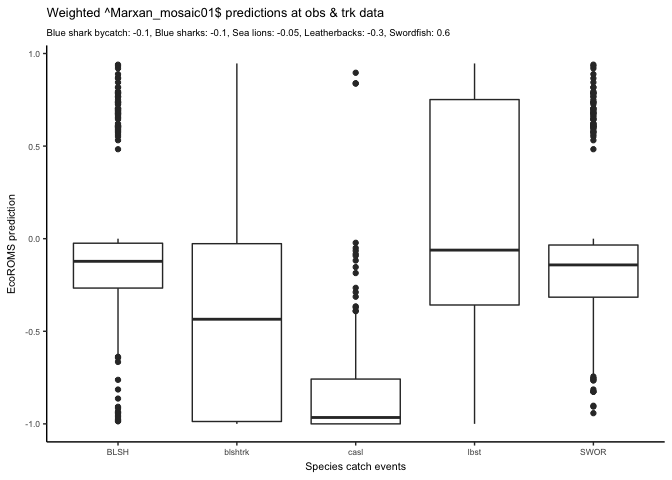 Weighted ^Marxan_mosaic01$ predictions at obs & trk data
Blue shark bycatch: -0.1, Blue sharks: -0.1, Sea lions: -0.05, Leatherbacks: -0.3, Swordfish: 0.6
1.0
0.5
0.0
-0.5
-1.0
EcoROMS prediction
BLSH blshtrk casl lbst SWOR
Species catch events